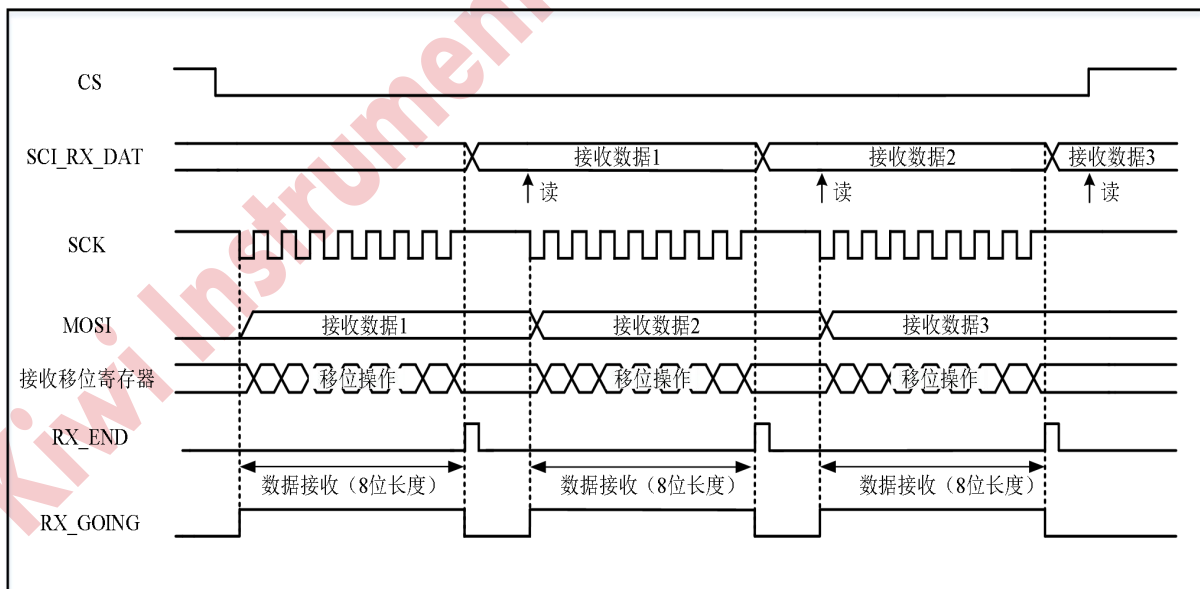 CS
SCI_RX_DAT
接收数据1
接收数据2
接收数据3
读
读
读
SCK
MOSI
接收数据1
接收数据2
接收数据3
接收移位寄存器
移位操作
移位操作
移位操作
RX_END
数据接收（8位长度）
数据接收（8位长度）
数据接收（8位长度）
RX_GOING
Kiwi Instrumen